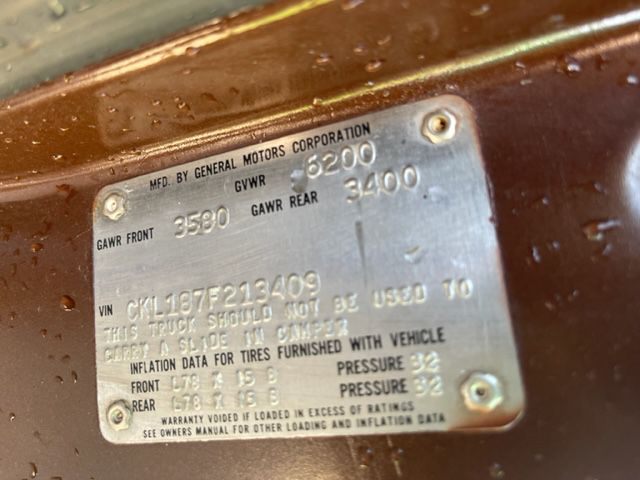 MFD. BY GENERAL MOTORS CORPORATION
GVWR 6200
GAWR FRONT 3580 GAWR REAR 3400
VIN CKL187F213409
THIS TRUCK SHOULD NOT BE USED TO
CARRY A SLIDE IN CAMPER
INFLATION DATA FOR TIRES FURNISHED WITH VEHICLE
FRONT L78 X 15 B PRESSURE 32
REAR L78 X 15 B PRESSURE 32
WARRANTY VOIDED IF LOADED IN EXCESS OF RATINGS
SEE OWNERS MANUAL FOR OTHER LOADING AND INFLATION DATA